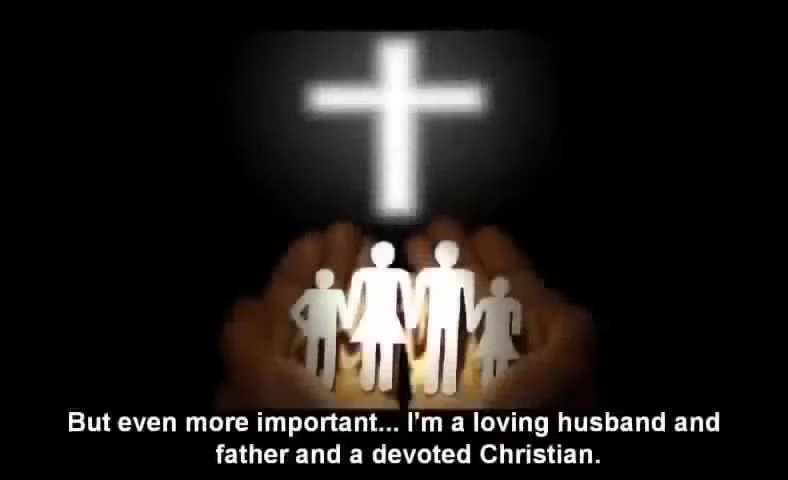 But even more important... I'm a loving husband and
father and a devoted Christian.